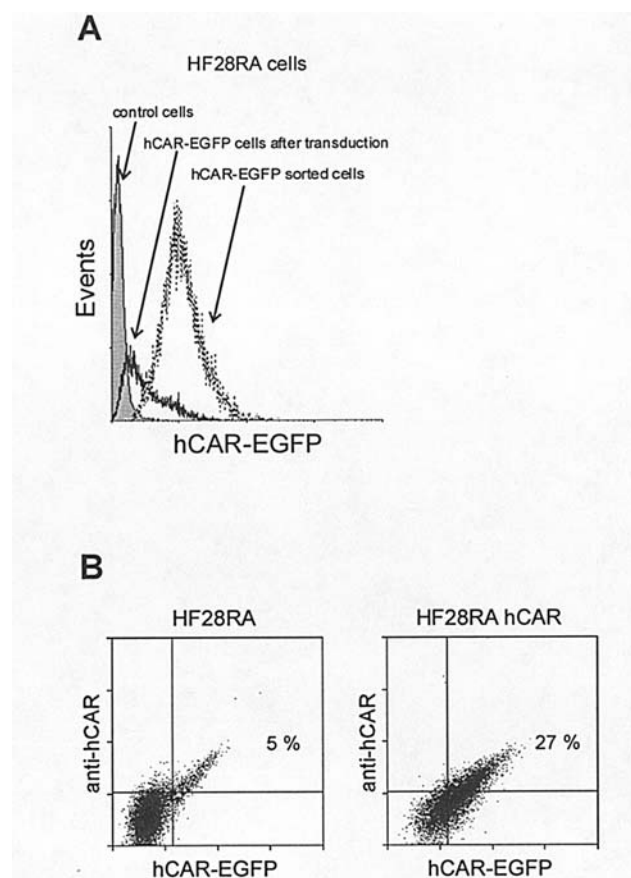 A
HF28RA cells
control cells
hCAR-EGFP cells after transduction
hCAR-EGFP sorted cells
Events
hCAR-EGFP
B
HF28RA
anti-hCAR
5 %
hCAR-EGFP
HF28RA hCAR
anti-hCAR
27 %
hCAR-EGFP